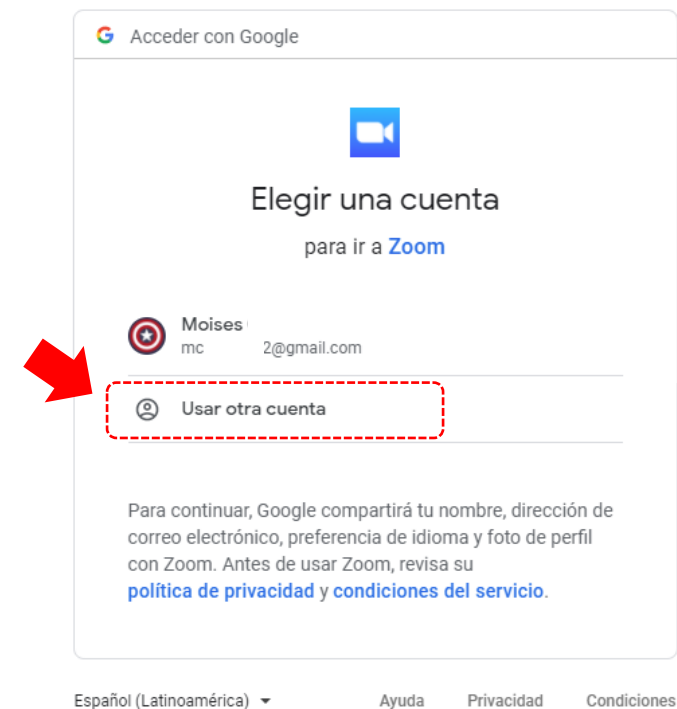 Acceder con Google
Elegir una cuenta
para ir a Zoom
Moises
mc 2@gmail.com
Usar otra cuenta
Para continuar, Google compartirá tu nombre, dirección de
correo electrónico, preferencia de idioma y foto de perfil
con Zoom. Antes de usar Zoom, revisa su
política de privacidad y condiciones del servicio.
Español (Latinoamérica) Ayuda Privacidad Condiciones